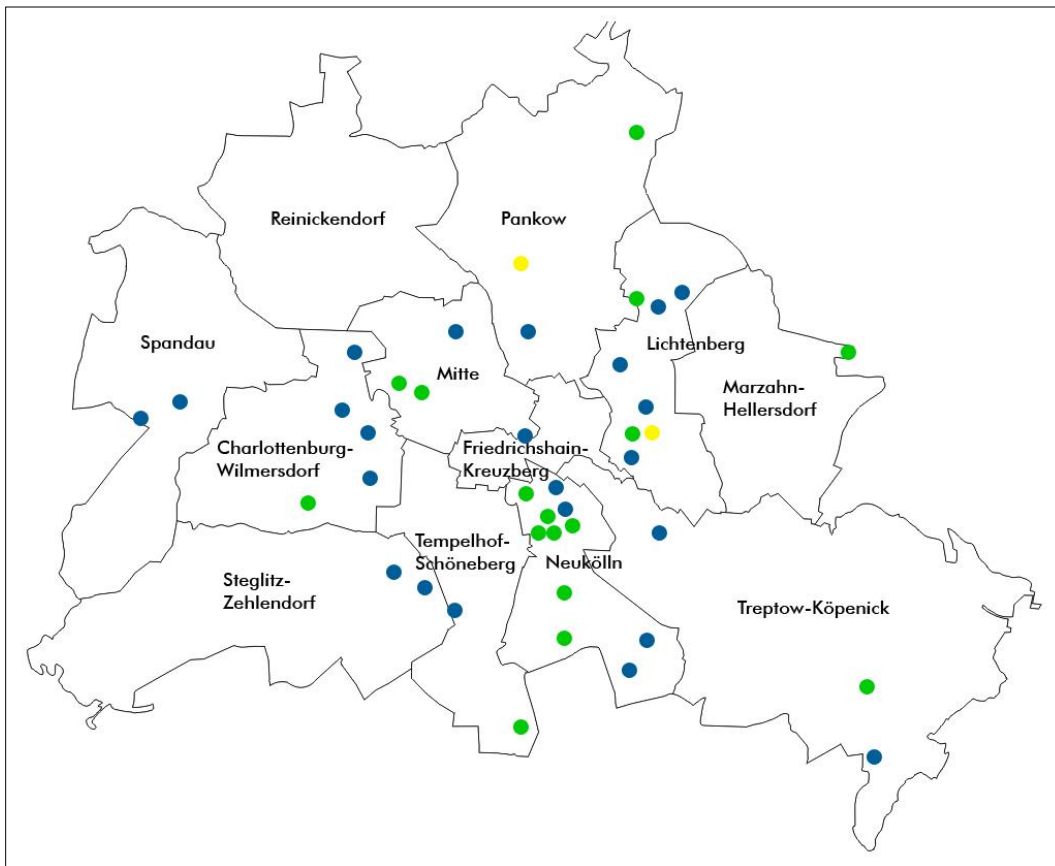 Reinickendorf
Pankow
Spandau
Mitte
Lichtenberg
Marzahn-
Hellersdorf
Charlottenburg-
Wilmersdorf
Friedrichshain-
Kreuzberg
Tempelhof-
Schöneberg
Neukölln
Steglitz-
Zehlendorf
Treptow-Köpenick